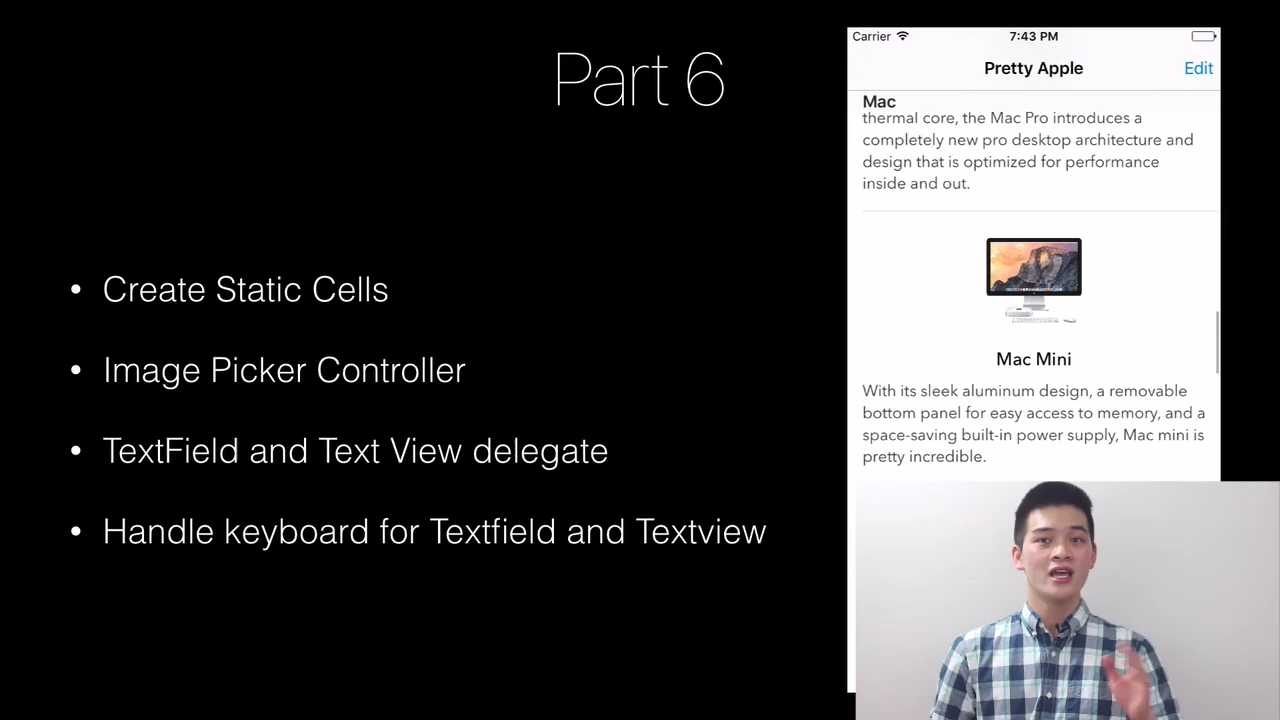 Part 6
• Create Static Cells
• Image Picker Controller
• TextField and Text View delegate
• Handle keyboard for Textfield and Textview
Carrier 7:43 PM
Pretty Apple Edit
Mac
thermal core, the Mac Pro introduces a
completely new pro desktop architecture and
design that is optimized for performance
inside and out.
Mac Mini
With its sleek aluminum design, a removable
bottom panel for easy access to memory, and a
space-saving built-in power supply, Mac mini is
pretty incredible.